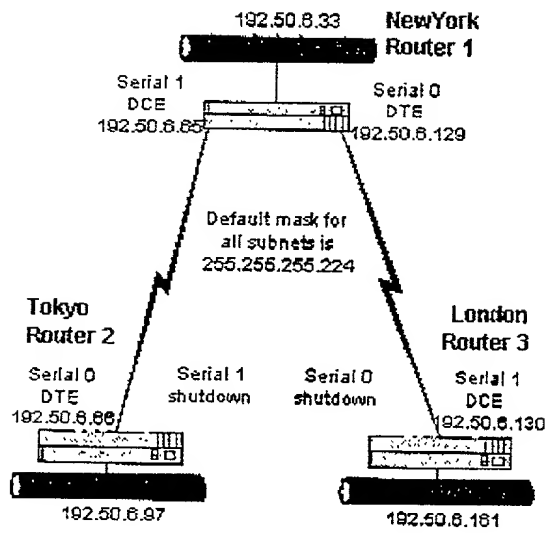 192.50.6.33
NewYork
Router 1
Serial 1
DCE
192.50.6.65
Serial 0
DTE
192.50.6.129
Default mask for
all subnets is
255.255.255.224
Tokyo
Router 2
London
Router 3
Serial 0
DTE
192.50.6.66
Serial 1
shutdown
Serial 0
shutdown
Serial 1
DCE
192.50.6.130
192.50.6.97
192.50.6.161